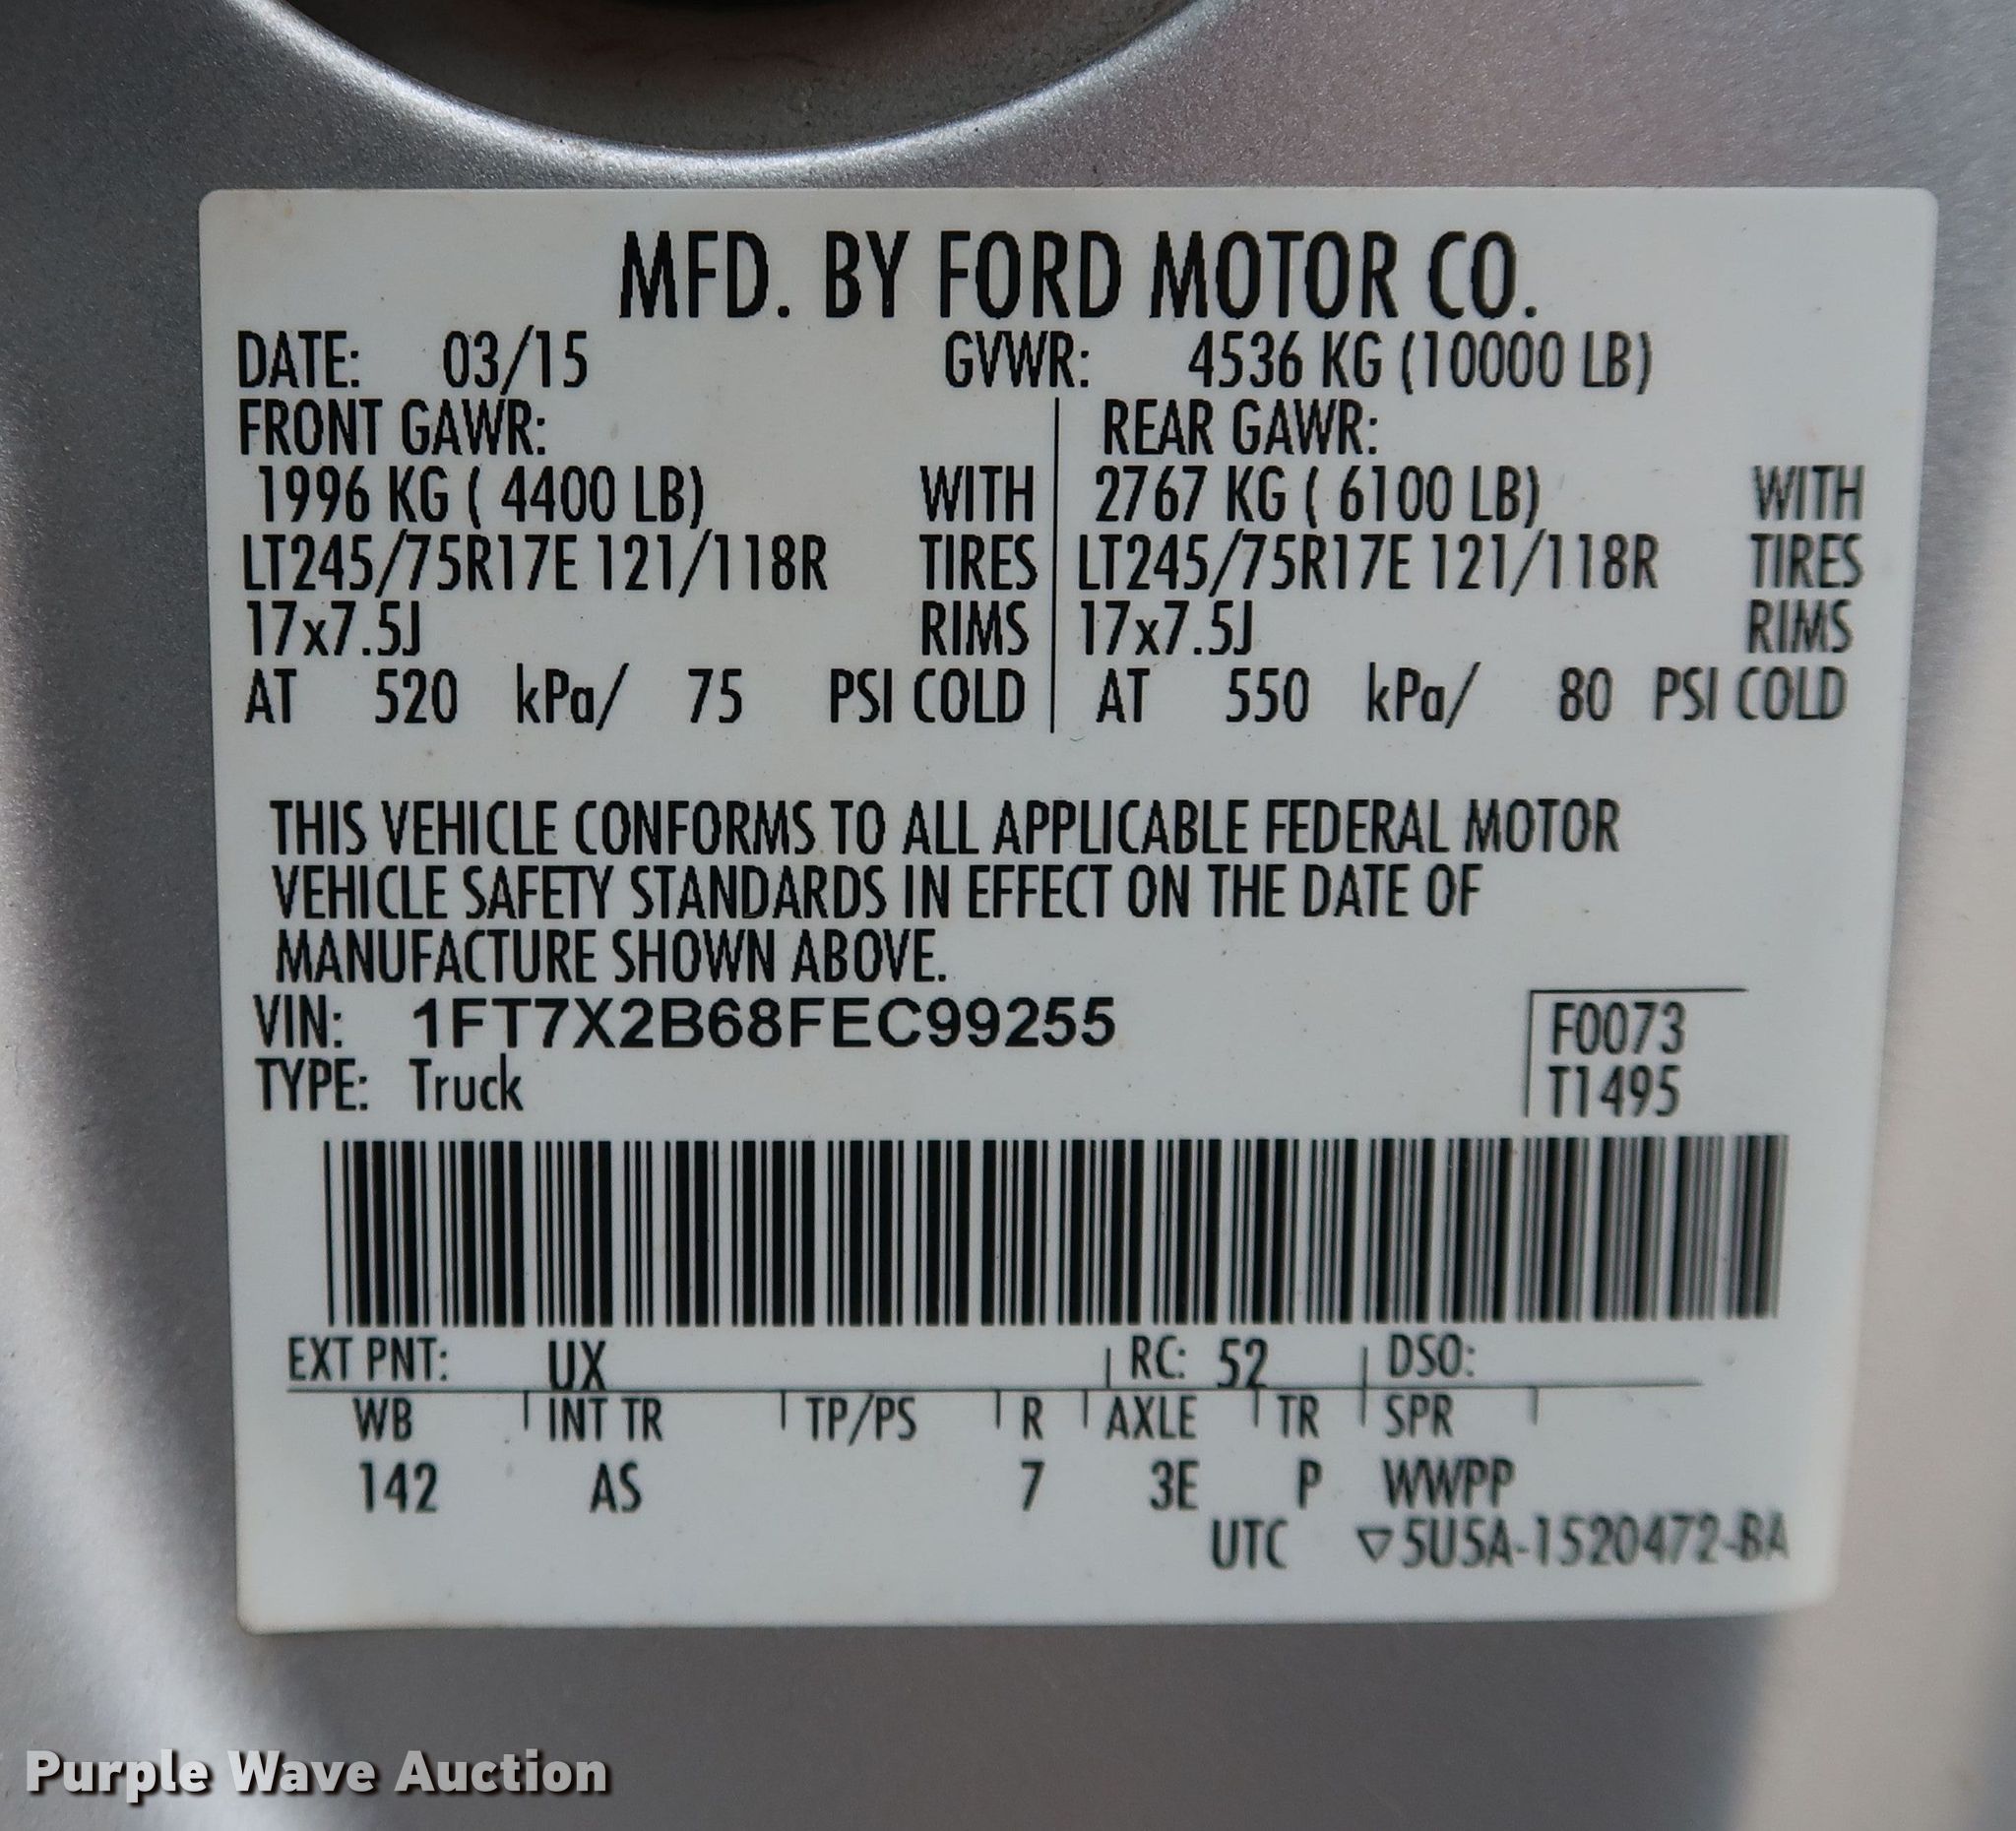 MFD. BY FORD MOTOR CO.
DATE: 03/15 GVWR: 4536 KG (10000 LB)
FRONT GAWR: REAR GAWR:
1996 KG ( 4400 LB) WITH 2767 KG ( 6100 LB) WITH
LT245/75R17E 121/118R TIRES LT245/75R17E 121/118R TIRES
17x7.5J RIMS 17x7.5J RIMS
AT 520 kPa/ 75 PSI COLD AT 550 kPa/ 80 PSI COLD
THIS VEHICLE CONFORMS TO ALL APPLICABLE FEDERAL MOTOR
VEHICLE SAFETY STANDARDS IN EFFECT ON THE DATE OF
MANUFACTURE SHOWN ABOVE.
VIN: 1FT7X2B68FEC99255 F0073
TYPE: Truck T1495
EXT PNT: UX RC: 52 DSO:
WB INT TR TP/PS R AXLE TR SPR
142 AS 7 3E P WWPP
UTC ▽5U5A-1520472-BA
Purple Wave Auction